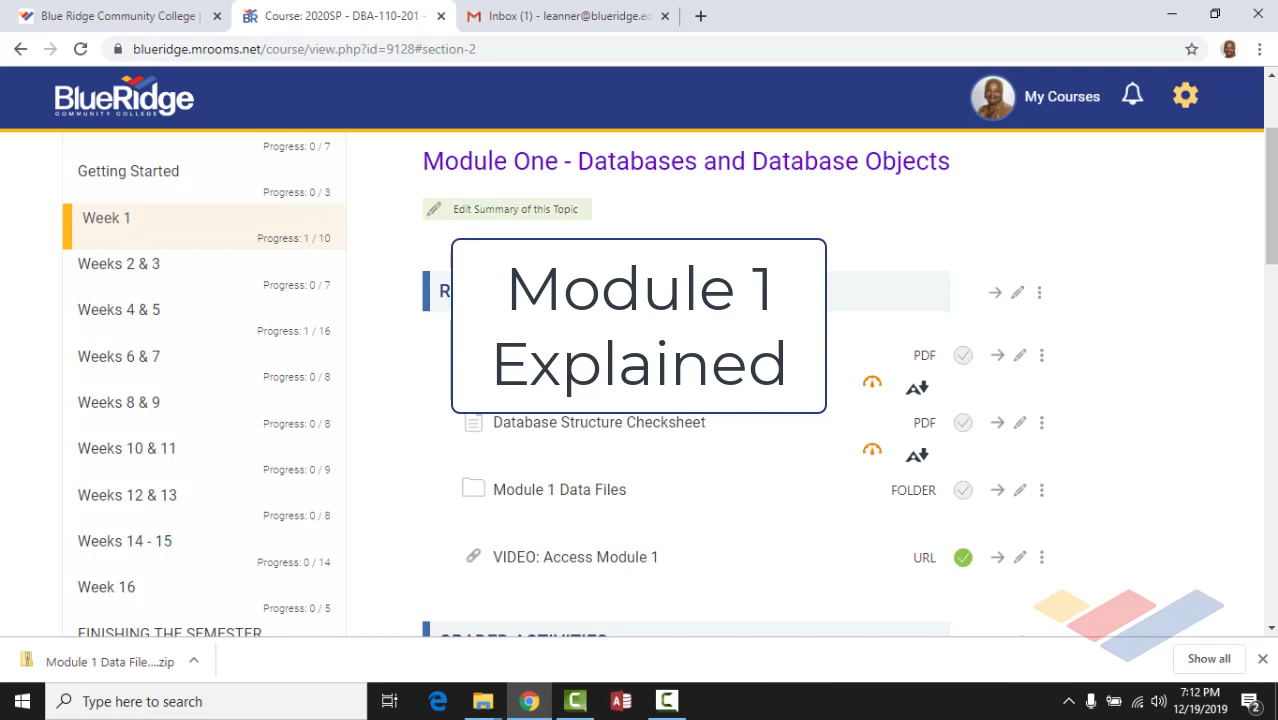 Blue Ridge Community College |
Course: 2020SP - DBA-110-201 -
Inbox (1) - leanner@blueridge.ed
blueridge.mrooms.net/course/view.php?id=9128#section-2
BlueRidge
COMMUNITY COLLEGE
My Courses
Progress: 0 / 7
Getting Started
Progress: 0 / 3
Week 1
Progress: 1 / 10
Weeks 2 & 3
Progress: 0 / 7
Weeks 4 & 5
Progress: 1 / 16
Weeks 6 & 7
Progress: 0 / 8
Weeks 8 & 9
Progress: 0 / 8
Weeks 10 & 11
Progress: 0 / 9
Weeks 12 & 13
Progress: 0 / 8
Weeks 14 - 15
Progress: 0 / 14
Week 16
Progress: 0 / 5
FINISHING THE SEMESTER
Module One - Databases and Database Objects
Edit Summary of this Topic
R
Module 1
Explained
PDF
Database Structure Checksheet
PDF
Module 1 Data Files
FOLDER
VIDEO: Access Module 1
URL
GRADED ACTIVITIES
Module 1 Data File....zip
Show all
Type here to search
7:12 PM
12/19/2019
2